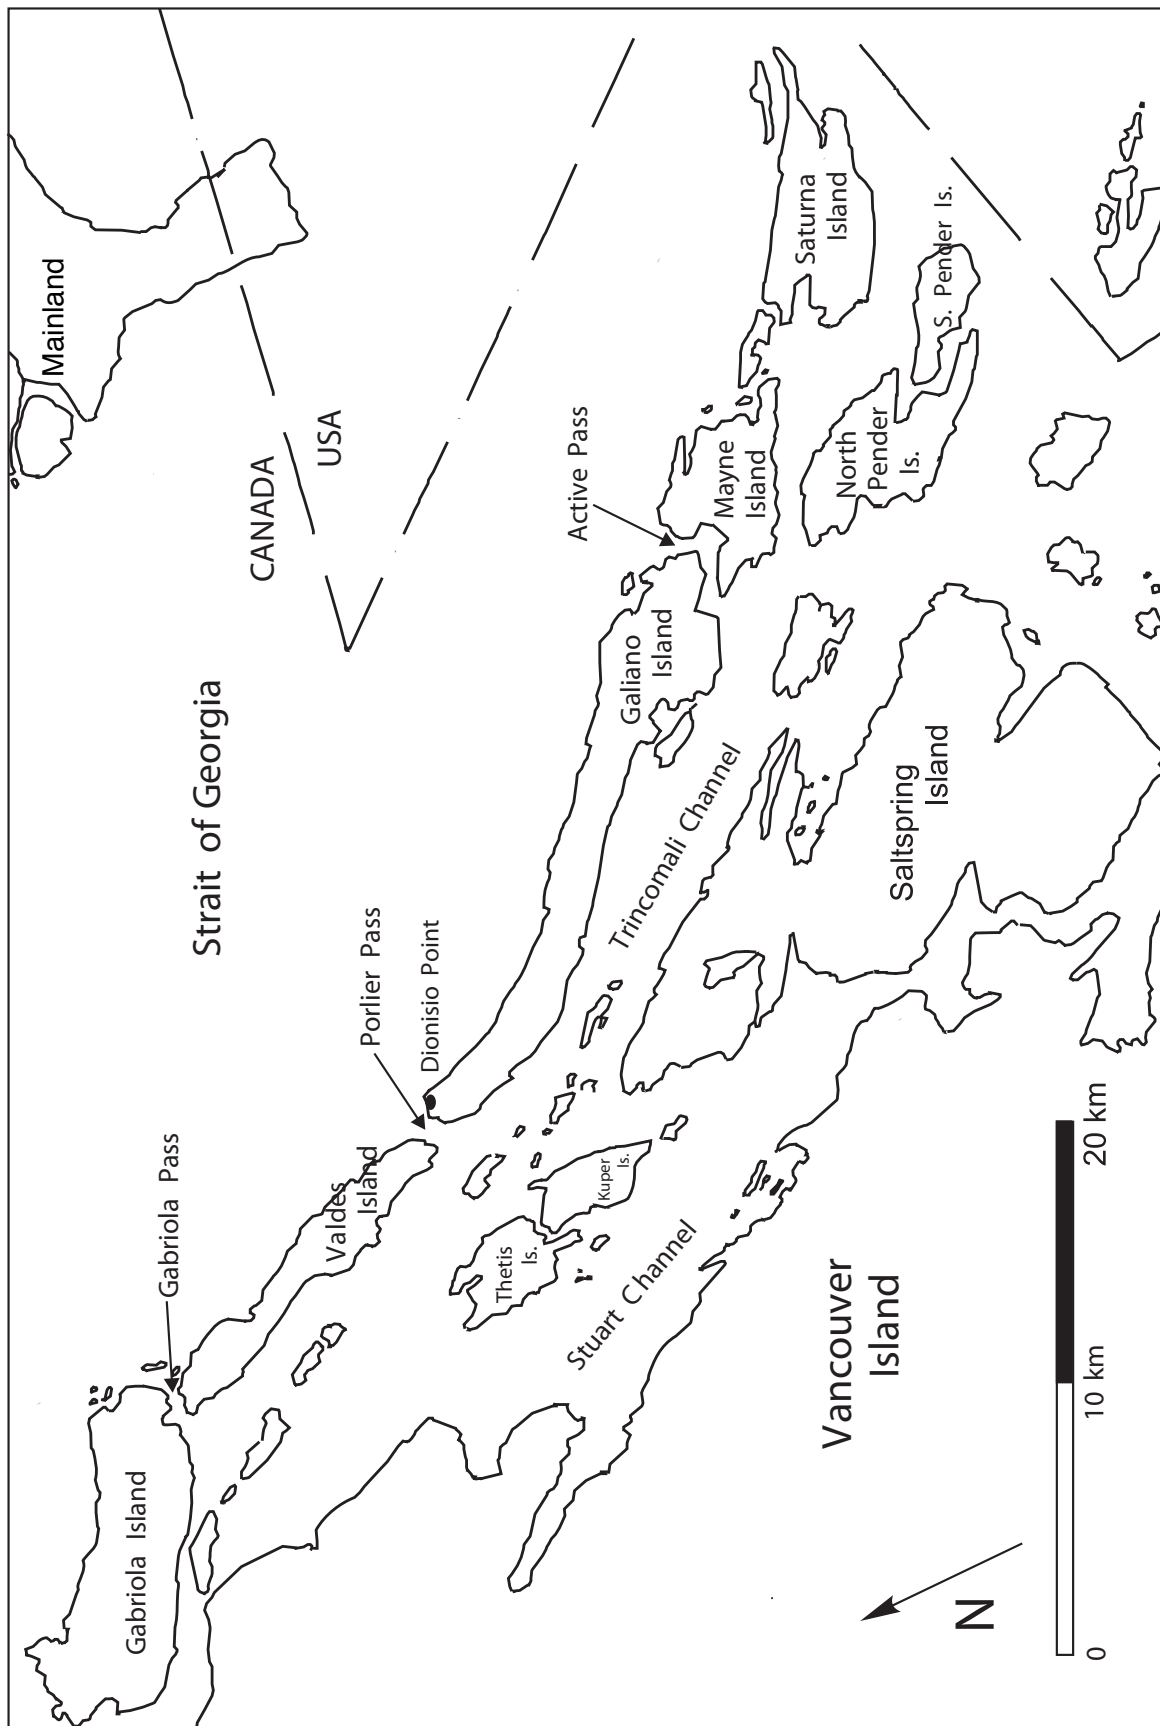 Gabriola Island
Gabriola Pass
Valdes
Island
Porlier Pass
Dionisio Point
Strait of Georgia
CANADA
USA
Mainland
Active Pass
Galiano
Island
Mayne
Island
Saturna
Island
North
Pender
Is.
S. Pender Is.
Trincomali Channel
Saltspring
Island
Thetis
Is.
Kuper
Is.
Stuart Channel
Vancouver
Island
N
0
10 km
20 km